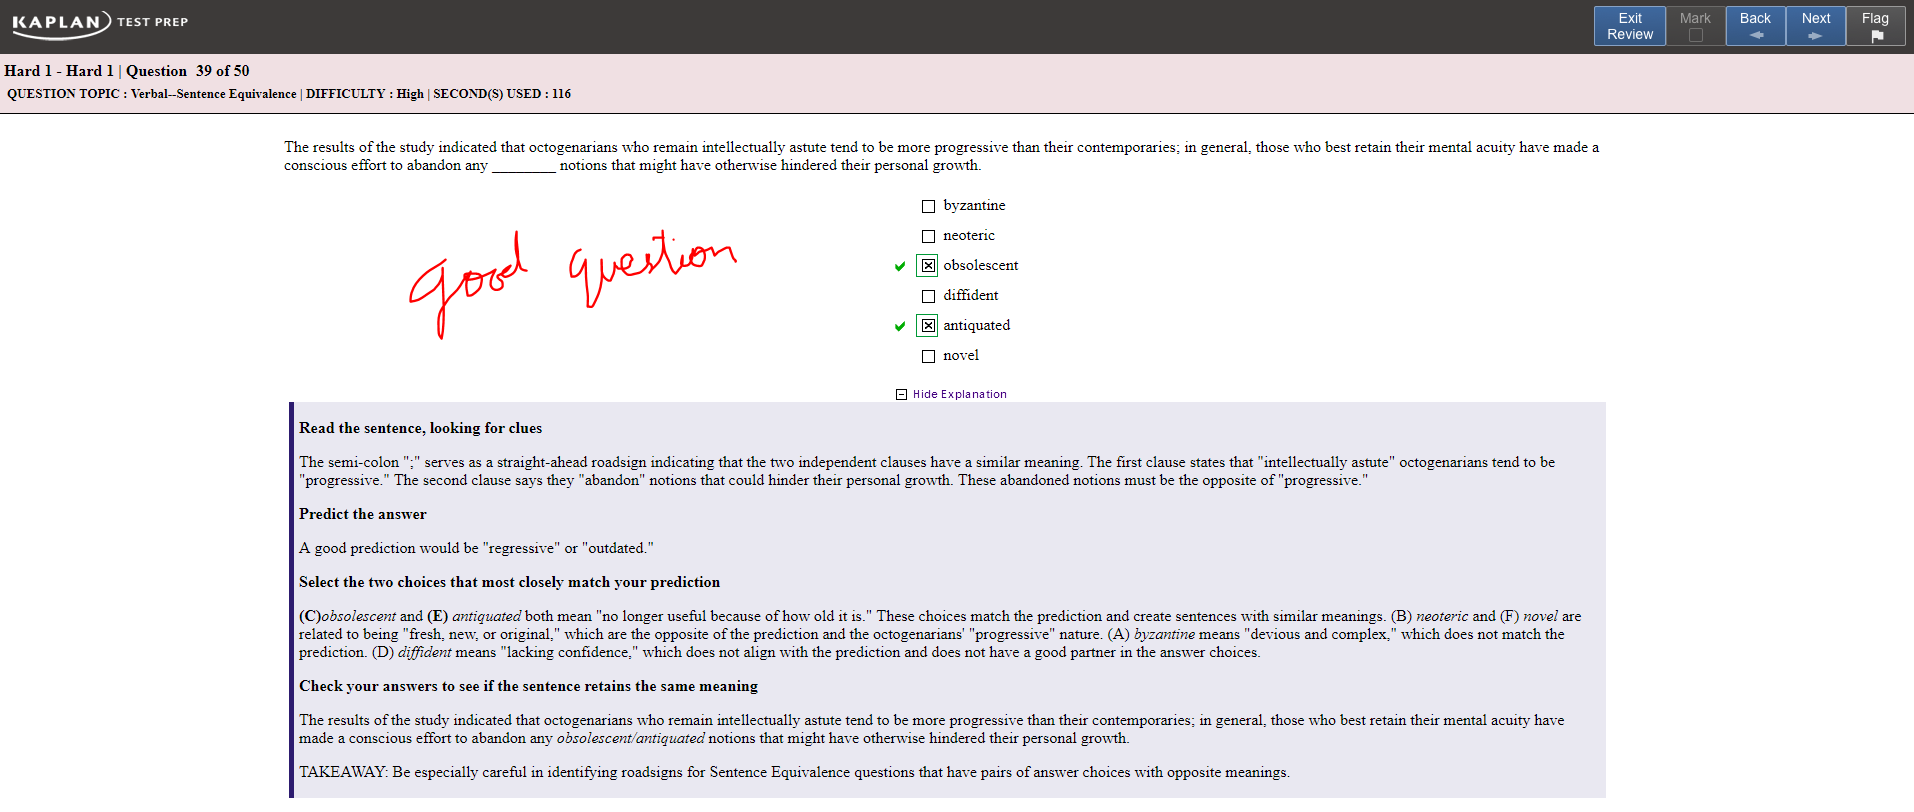 KAPLAN TEST PREP
Exit Review
Mark
Back
Next
Flag
Hard 1 - Hard 1 | Question 39 of 50
QUESTION TOPIC : Verbal--Sentence Equivalence | DIFFICULTY : High | SECOND(S) USED : 116
The results of the study indicated that octogenarians who remain intellectually astute tend to be more progressive than their contemporaries; in general, those who best retain their mental acuity have made a
conscious effort to abandon any ________ notions that might have otherwise hindered their personal growth.
byzantine
neoteric
obsolescent
diffident
antiquated
novel
good question
Hide Explanation
Read the sentence, looking for clues
The semi-colon ";" serves as a straight-ahead roadsign indicating that the two independent clauses have a similar meaning. The first clause states that "intellectually astute" octogenarians tend to be
"progressive." The second clause says they "abandon" notions that could hinder their personal growth. These abandoned notions must be the opposite of "progressive."
Predict the answer
A good prediction would be "regressive" or "outdated."
Select the two choices that most closely match your prediction
(C)obsolescent and (E) antiquated both mean "no longer useful because of how old it is." These choices match the prediction and create sentences with similar meanings. (B) neoteric and (F) novel are
related to being "fresh, new, or original," which are the opposite of the prediction and the octogenarians' "progressive" nature. (A) byzantine means "devious and complex," which does not match the
prediction. (D) diffident means "lacking confidence," which does not align with the prediction and does not have a good partner in the answer choices.
Check your answers to see if the sentence retains the same meaning
The results of the study indicated that octogenarians who remain intellectually astute tend to be more progressive than their contemporaries; in general, those who best retain their mental acuity have
made a conscious effort to abandon any obsolescent/antiquated notions that might have otherwise hindered their personal growth.
TAKEAWAY: Be especially careful in identifying roadsigns for Sentence Equivalence questions that have pairs of answer choices with opposite meanings.